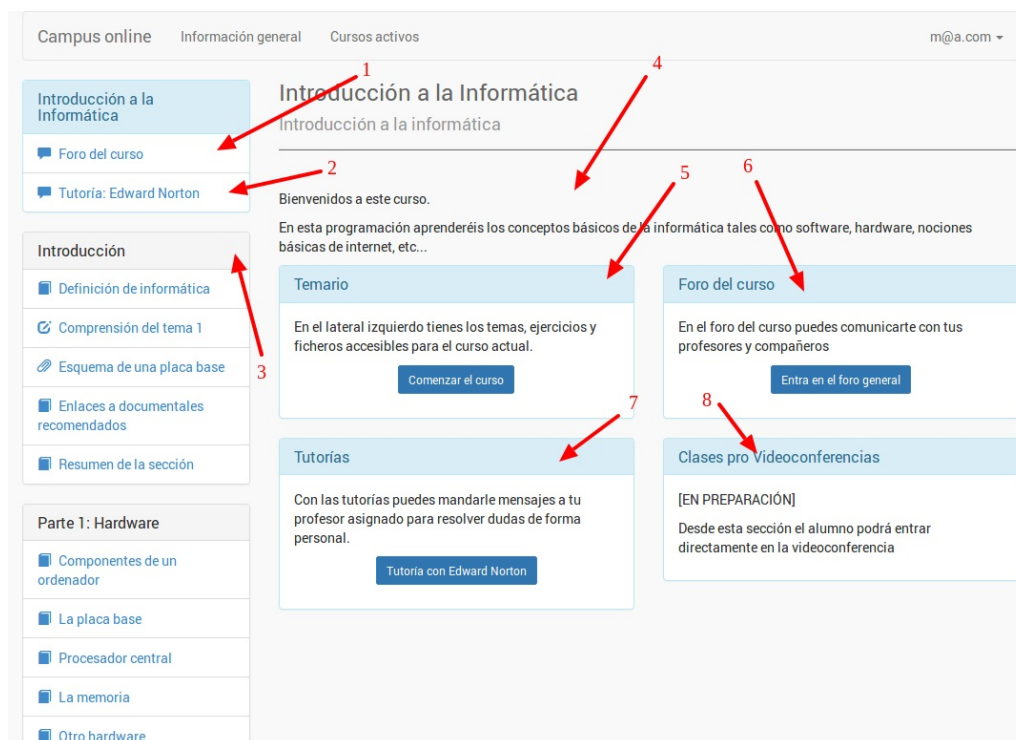 Campus online Información general Cursos activos m@a.com
1
4
Introducción a la
Informática
Foro del curso
2
Tutoría: Edward Norton
Introducción a la Informática
Introducción a la informática
5
6
Bienvenidos a este curso.
En esta programación aprenderéis los conceptos básicos de la informática tales como software, hardware, nociones
básicas de internet, etc...
Introducción
Definición de informática
Comprensión del tema 1
Esquema de una placa base
3
Enlaces a documentales
recomendados
Resumen de la sección
Temario
En el lateral izquierdo tienes los temas, ejercicios y
ficheros accesibles para el curso actual.
Comenzar el curso
Foro del curso
En el foro del curso puedes comunicarte con tus
profesores y compañeros
Entra en el foro general
7
8
Tutorías
Con las tutorías puedes mandarle mensajes a tu
profesor asignado para resolver dudas de forma
personal.
Tutoría con Edward Norton
Clases pro Videoconferencias
[EN PREPARACIÓN]
Desde esta sección el alumno podrá entrar
directamente en la videoconferencia
Parte 1: Hardware
Componentes de un
ordenador
La placa base
Procesador central
La memoria
Otro hardware